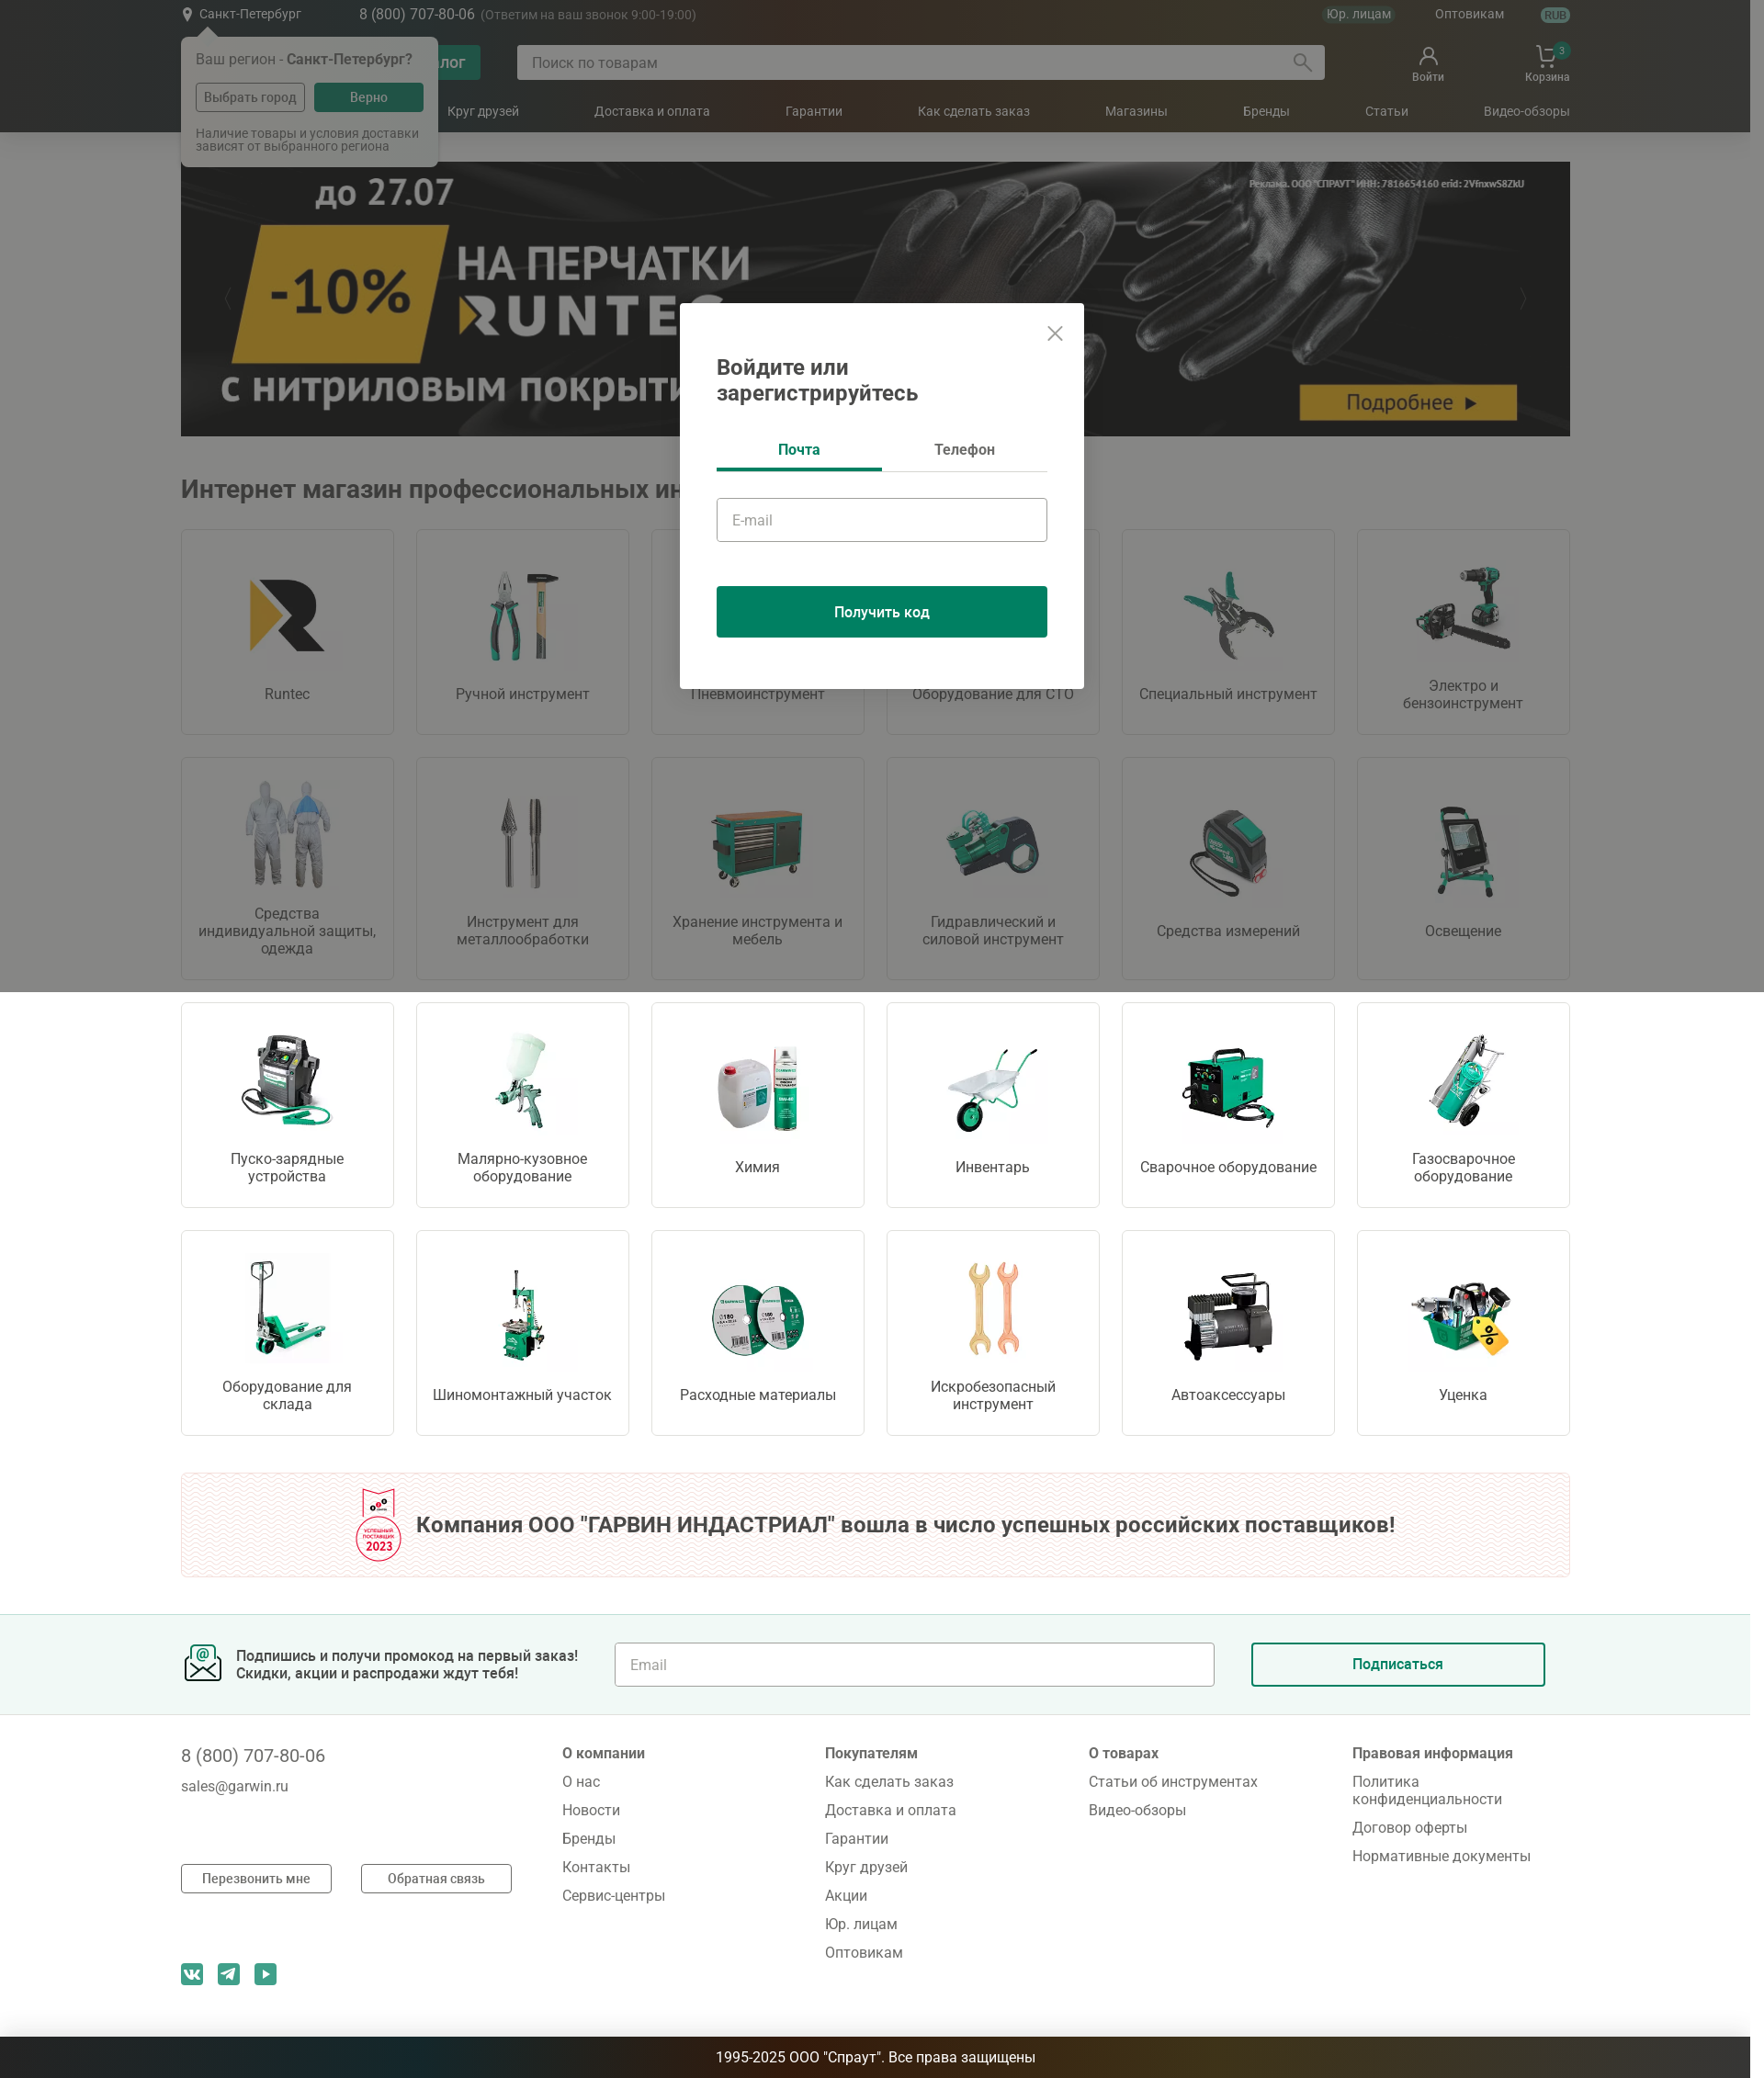 Санкт-Петербург
8 (800) 707-80-06 (Ответим на ваш звонок 9:00-19:00)
Юр. лицам
Оптовикам
RUB
Ваш регион - Санкт-Петербург?
Выбрать город
Верно
Наличие товары и условия доставки
зависят от выбранного региона
Поиск по товарам
Войти
3
Корзина
Круг друзей
Доставка и оплата
Гарантии
Как сделать заказ
Магазины
Бренды
Статьи
Видео-обзоры
до 27.07
Реклама. ООО "СПРАУТ" ИНН: 7816654160 erid: 2VfnxwS8ZkU
-10%
НА ПЕРЧАТКИ
RUNTEC
с нитриловым покрыти
Подробнее
Войдите или
зарегистрируйтесь
Почта
Телефон
E-mail
Получить код
Интернет магазин профессиональных ин
Runtec
Ручной инструмент
Пневмоинструмент
Оборудование для СТО
Специальный инструмент
Электро и
бензоинструмент
Средства
индивидуальной защиты,
одежда
Инструмент для
металлообработки
Хранение инструмента и
мебель
Гидравлический и
силовой инструмент
Средства измерений
Освещение
Пуско-зарядные
устройства
Малярно-кузовное
оборудование
Химия
Инвентарь
Сварочное оборудование
Газосварочное
оборудование
Оборудование для
склада
Шиномонтажный участок
Расходные материалы
Искробезопасный
инструмент
Автоаксессуары
Уценка
УСПЕШНЫЙ
ПОСТАВЩИК
2023
Компания ООО "ГАРВИН ИНДАСТРИАЛ" вошла в число успешных российских поставщиков!
Подпишись и получи промокод на первый заказ!
Скидки, акции и распродажи ждут тебя!
Email
Подписаться
8 (800) 707-80-06
sales@garwin.ru
Перезвонить мне
Обратная связь
О компании
О нас
Новости
Бренды
Контакты
Сервис-центры
Покупателям
Как сделать заказ
Доставка и оплата
Гарантии
Круг друзей
Акции
Юр. лицам
Оптовикам
О товарах
Статьи об инструментах
Видео-обзоры
Правовая информация
Политика
конфиденциальности
Договор оферты
Нормативные документы
1995-2025 ООО "Спраут". Все права защищены